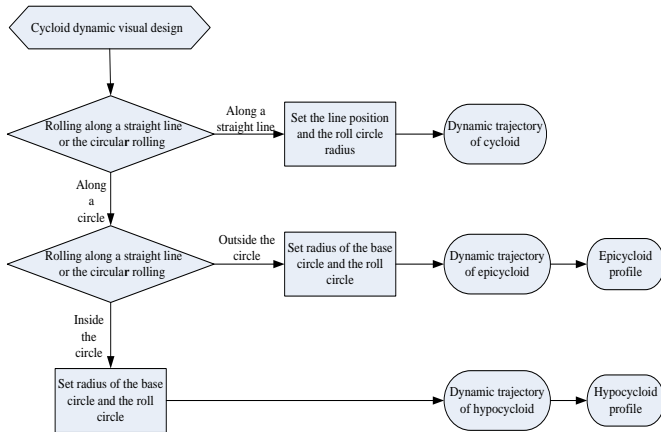 Cycloid dynamic visual design
Rolling along a straight line
or the circular rolling
Along a
straight line
Set the line position
and the roll circle
radius
Dynamic trajectory
of cycloid
Along
a
circle
Rolling along a straight line
or the circular rolling
Outside the
circle
Set radius of the base
circle and the roll
circle
Dynamic trajectory
of epicycloid
Epicycloid
profile
Inside
the
circle
Set radius of the base
circle and the roll
circle
Dynamic trajectory
of hypocycloid
Hypocycloid
profile